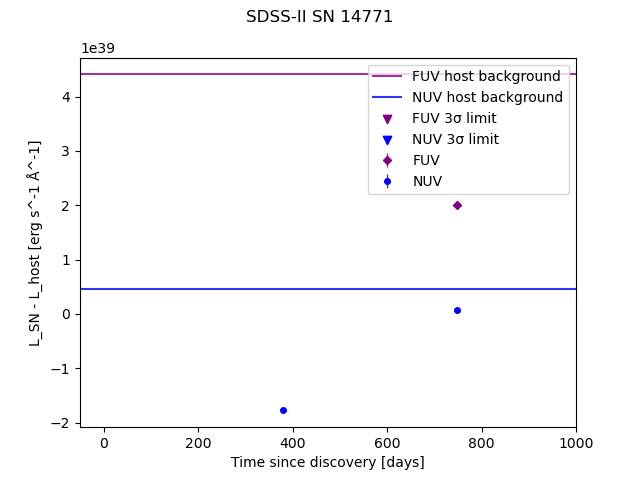 SDSS-II SN 14771
1e39
FUV host background
NUV host background
FUV 3σ limit
NUV 3σ limit
FUV
NUV
L_SN - L_host [erg s^-1 Å^-1]
4
3
2
1
0
−1
−2
0 200 400 600 800 1000
Time since discovery [days]